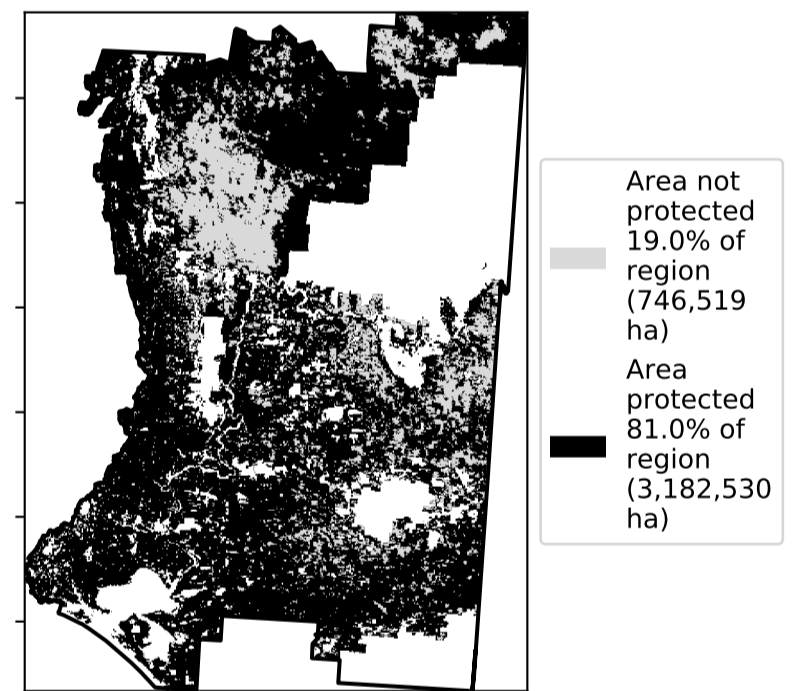 Area not
protected
19.0% of
region
(746,519
ha)
Area
protected
81.0% of
region
(3,182,530
ha)